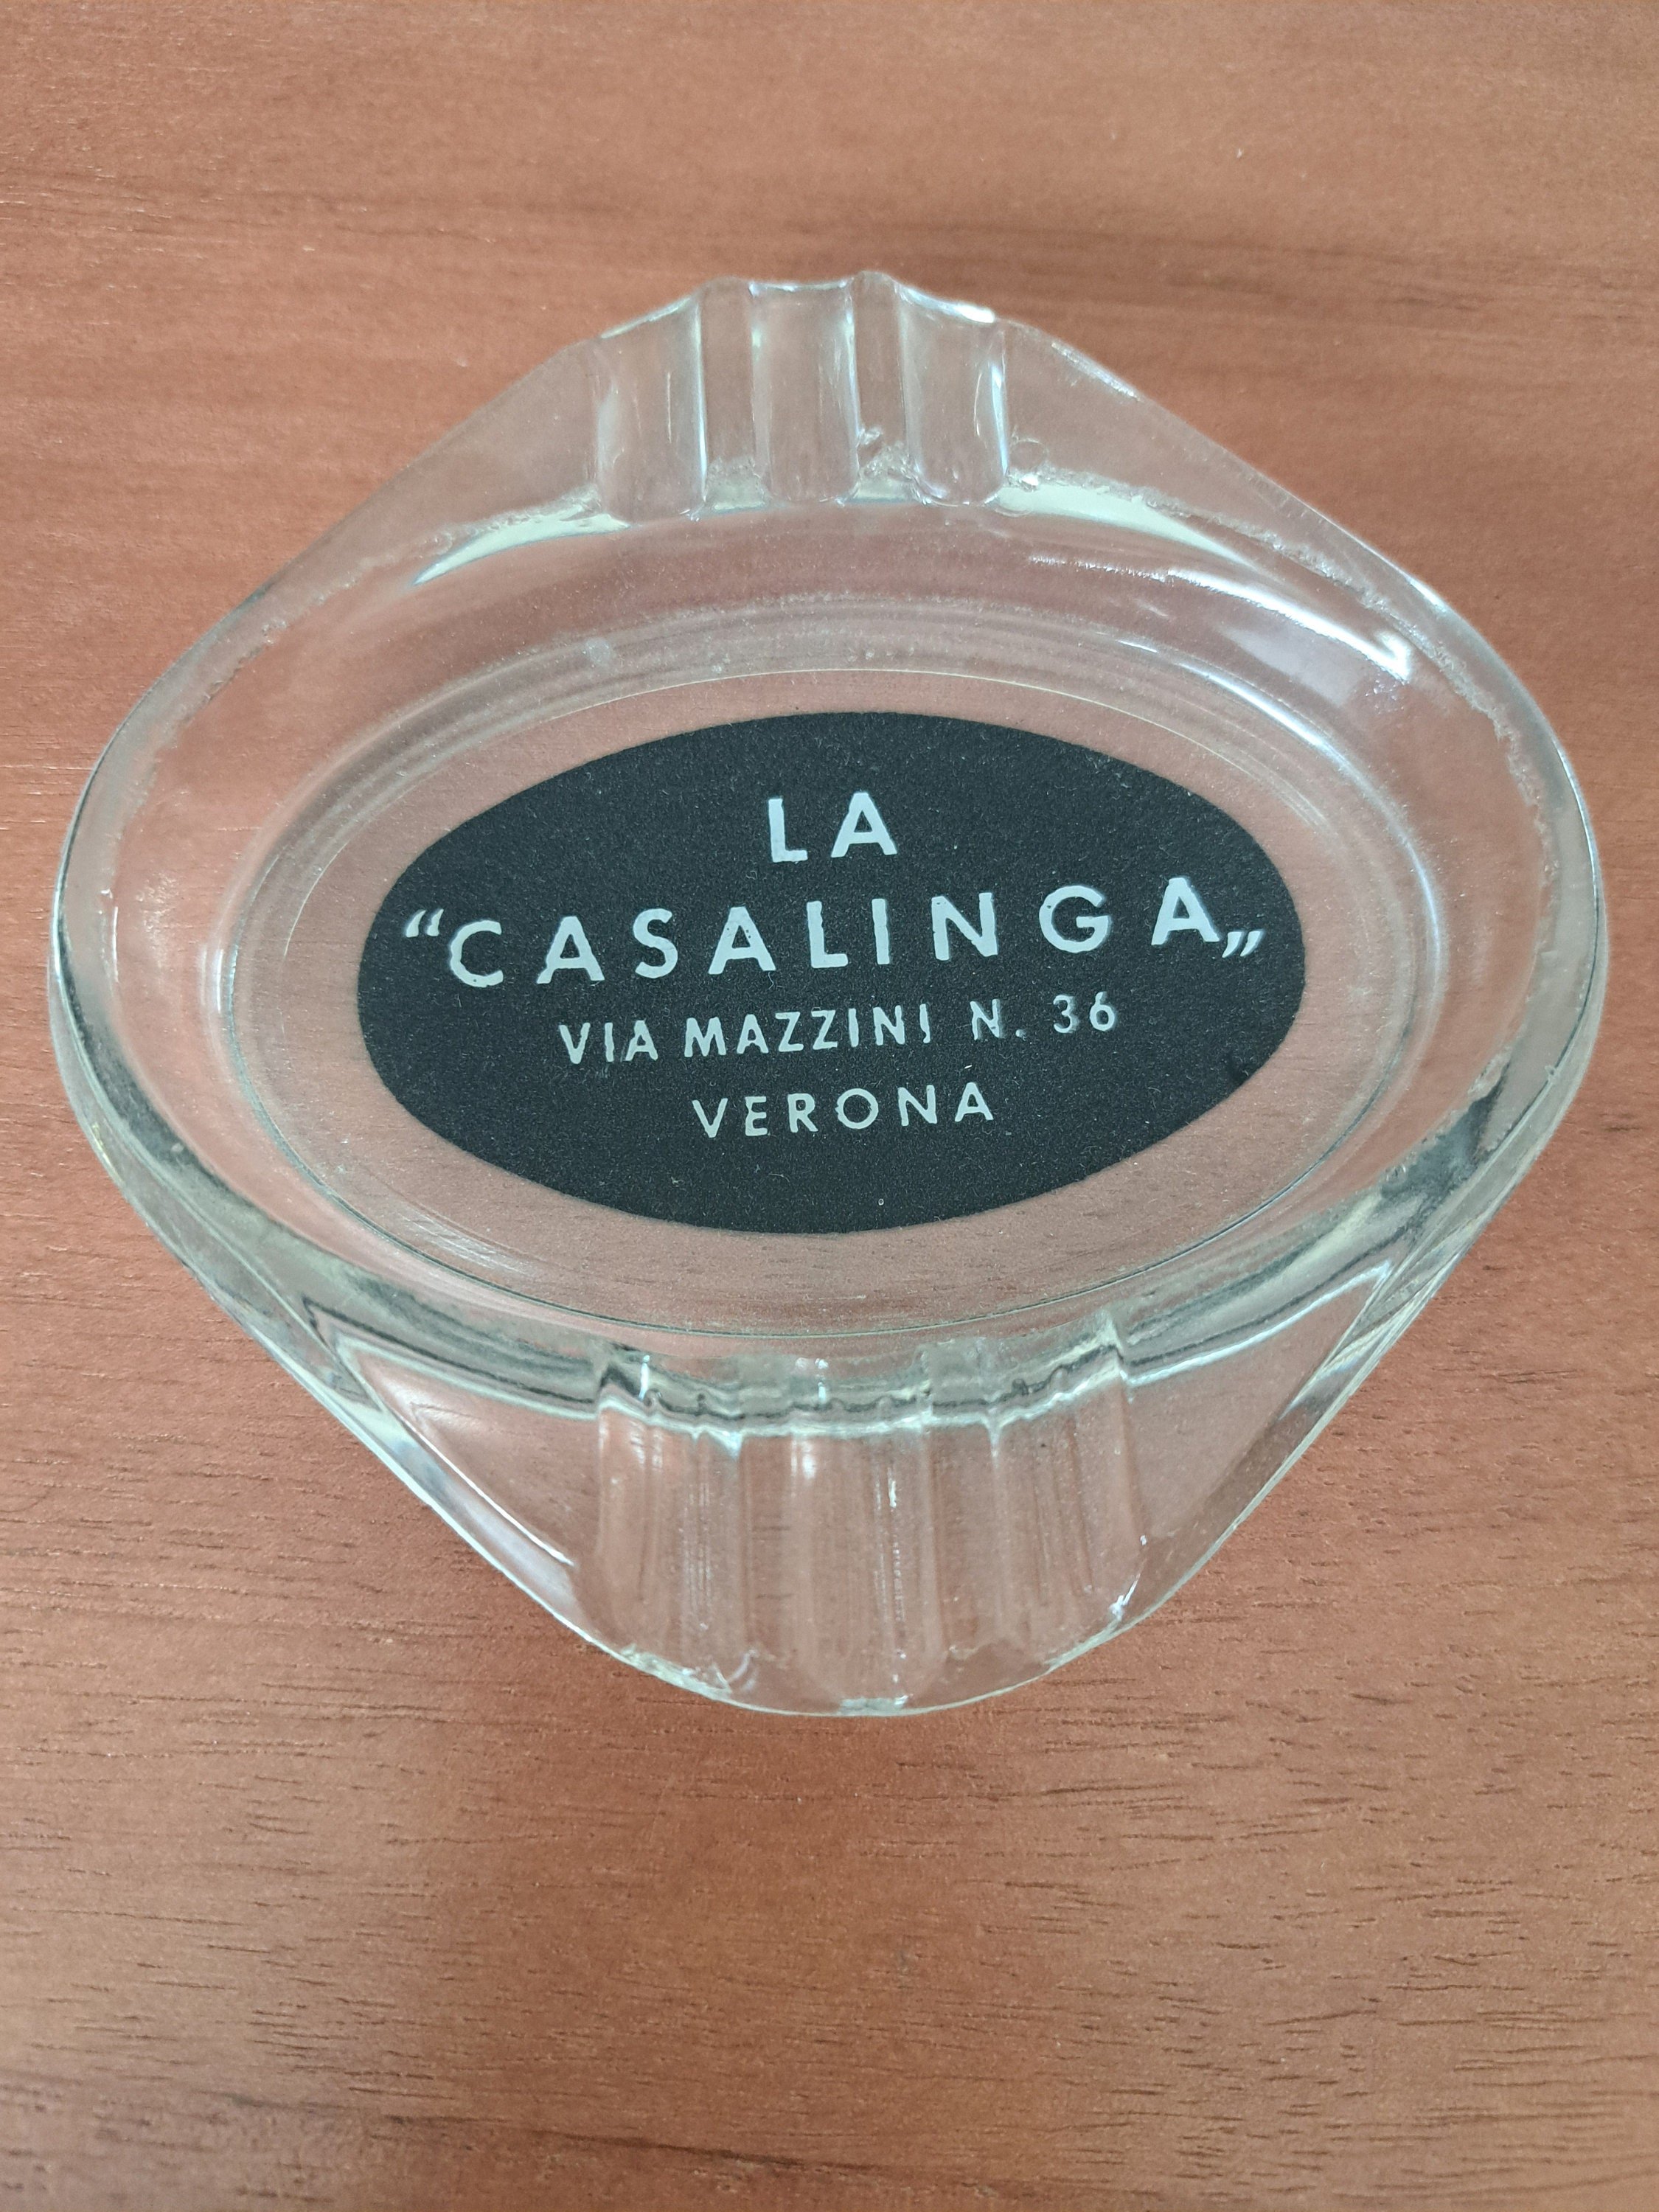 LA
“CASALINGA„
VIA MAZZINI N. 36
VERONA